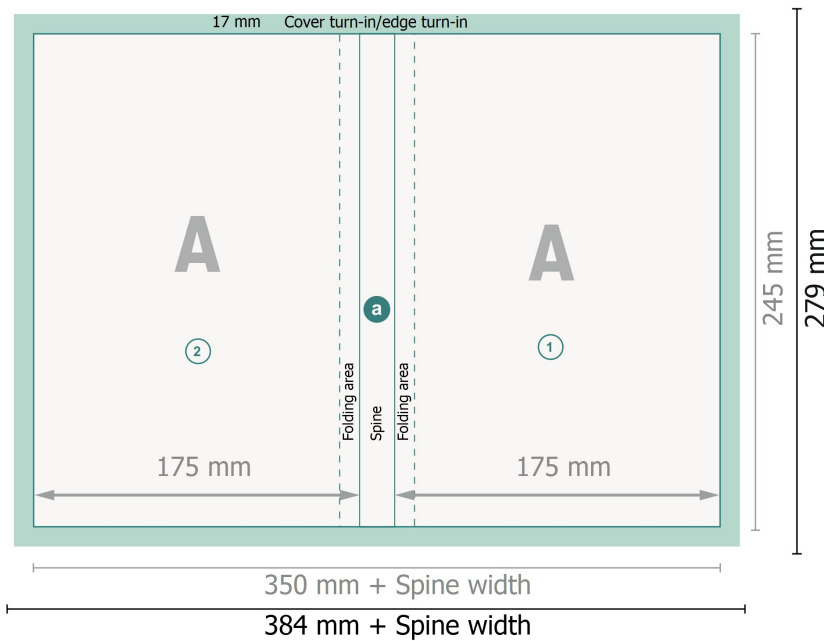 17 mm Cover turn-in/edge turn-in
A
A
a
2
1
Folding area
Spine
Folding area
175 mm
175 mm
245 mm
279 mm
350 mm + Spine width
384 mm + Spine width